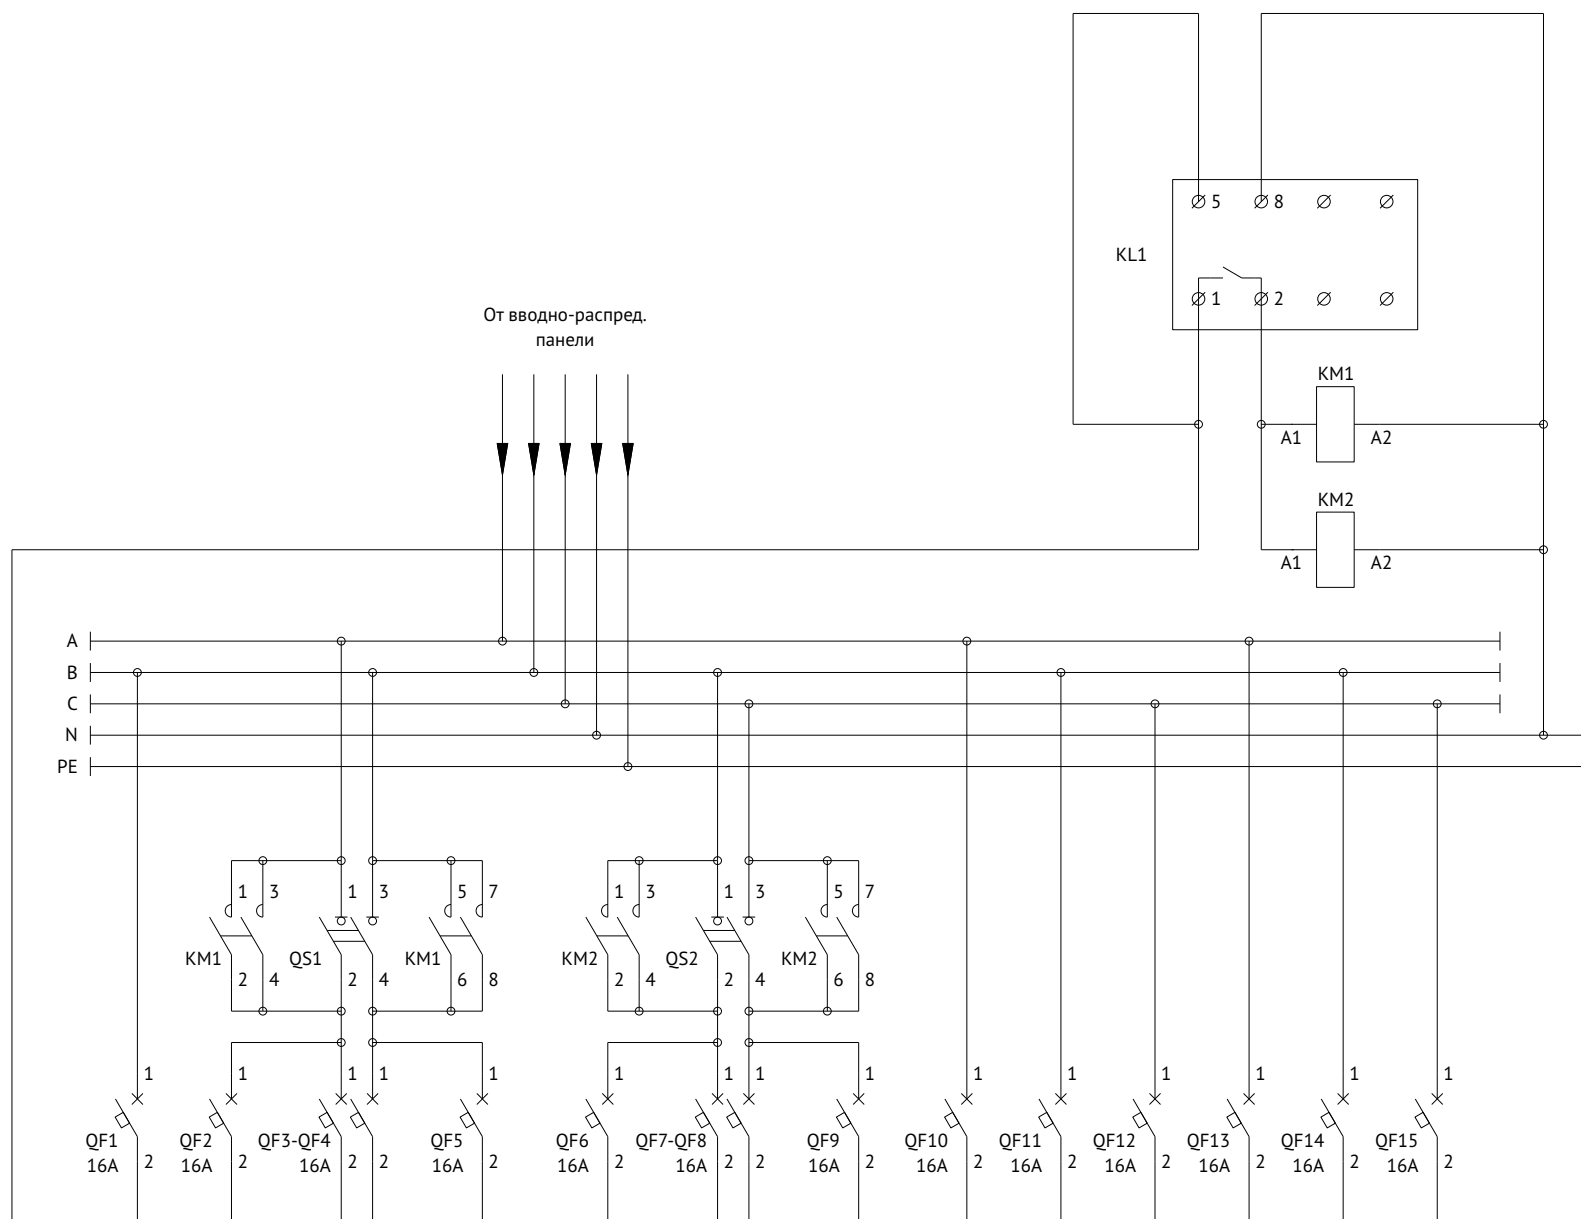 5 8
KL1
1 2
От вводно-распред.
панели
KM1
A1 A2
KM2
A1 A2
A
B
C
N
PE
1 3 1 3 5 7 1 3 1 3 5 7
KM1 QS1 KM1 KM2 QS2 KM2
2 4 2 4 6 8 2 4 2 4 6 8
1 1 1 1 1 1 1 1 1 1 1 1 1 1 1
QF1 QF2 QF3-QF4 QF5 QF6 QF7-QF8 QF9 QF10 QF11 QF12 QF13 QF14 QF15
16A 2 16A 2 16A 2 2 16A 2 16A 2 16A 2 2 16A 2 16A 2 16A 2 16A 2 16A 2 16A 2 16A 2